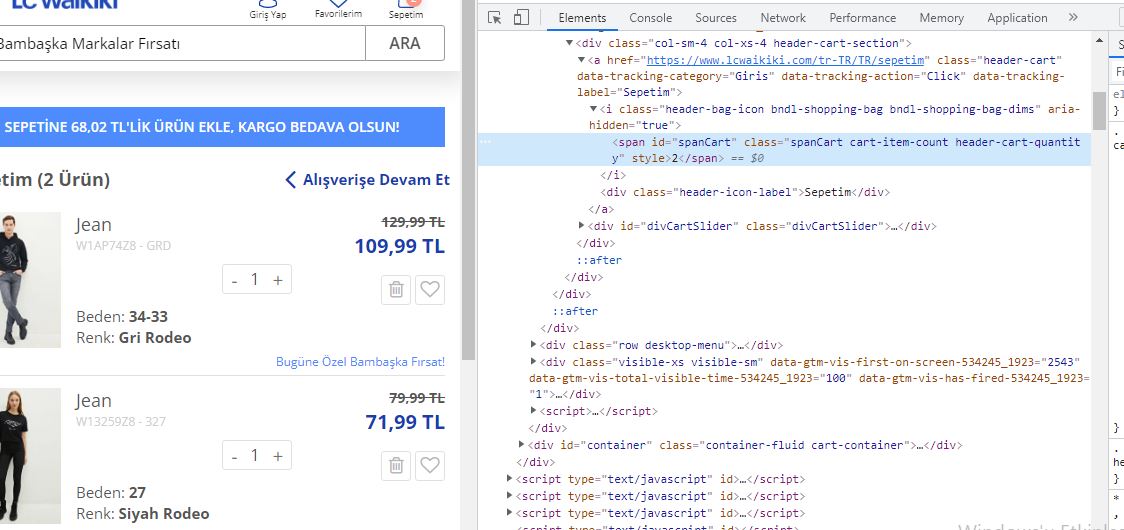 LC Waikiki
Giriş Yap
Favorilerim
Sepetim
2
Bambaşka Markalar Fırsatı
ARA
SEPETİNE 68,02 TL'LİK ÜRÜN EKLE, KARGO BEDAVA OLSUN!
etim (2 Ürün)
Alışverişe Devam Et
Jean
129,99 TL
W1AP74Z8 - GRD
109,99 TL
- 1 +
Beden: 34-33
Renk: Gri Rodeo
Bugüne Özel Bambaşka Fırsat!
Jean
79,99 TL
W13259Z8 - 327
71,99 TL
- 1 +
Beden: 27
Renk: Siyah Rodeo
Elements Console Sources Network Performance Memory Application »
<div class="col-sm-4 col-xs-4 header-cart-section">
<a href="https://www.lcwaikiki.com/tr-TR/TR/sepetim" class="header-cart"
data-tracking-category="Giris" data-tracking-action="Click" data-tracking-
label="Sepetim">
<i class="header-bag-icon bndl-shopping-bag bndl-shopping-bag-dims" aria-
hidden="true">
<span id="spanCart" class="spanCart cart-item-count header-cart-quantit
y" style>2</span> == $0
</i>
<div class="header-icon-label">Sepetim</div>
</a>
<div id="divCartSlider" class="divCartSlider">…</div>
</div>
::after
</div>
</div>
::after
</div>
<div class="row desktop-menu">…</div>
<div class="visible-xs visible-sm" data-gtm-vis-first-on-screen-534245_1923="2543"
data-gtm-vis-total-visible-time-534245_1923="100" data-gtm-vis-has-fired-534245_1923=
"1">…</div>
<script>…</script>
</div>
<div id="container" class="container-fluid cart-container">…</div>
</div>
<script type="text/javascript" id>…</script>
<script type="text/javascript" id>…</script>
<script type="text/javascript" id>…</script>
S
Fi
el
}
.
ca
}
.
he
}
*
,